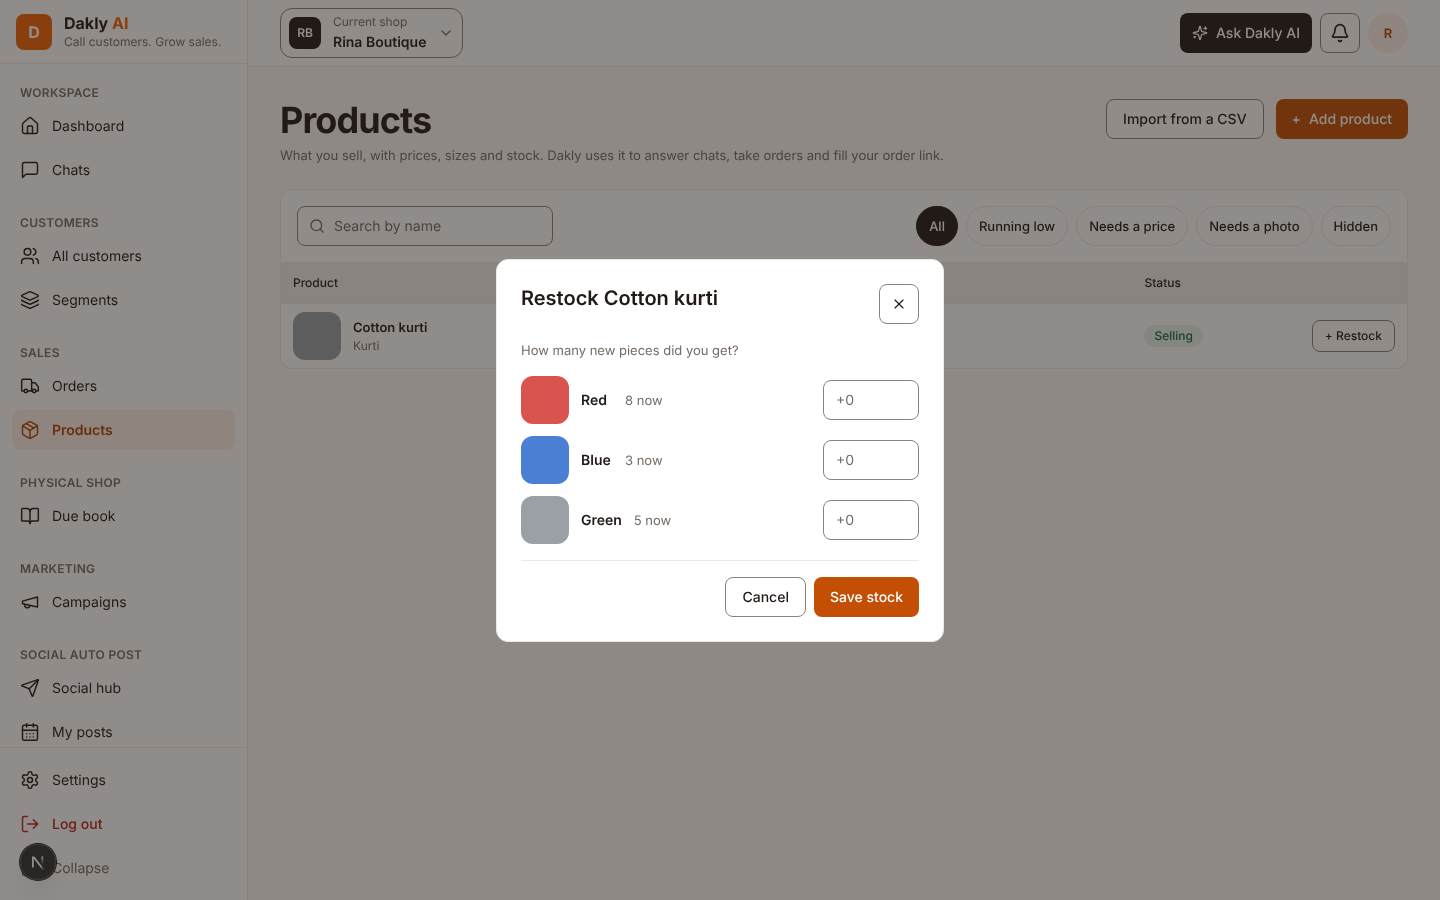 Dakly AI
Call customers. Grow sales.
RB
Current shop
Rina Boutique
Ask Dakly AI
R
WORKSPACE
Dashboard
Chats
CUSTOMERS
All customers
Segments
SALES
Orders
Products
PHYSICAL SHOP
Due book
MARKETING
Campaigns
SOCIAL AUTO POST
Social hub
My posts
Settings
Log out
N
Collapse
Products
What you sell, with prices, sizes and stock. Dakly uses it to answer chats, take orders and fill your order link.
Import from a CSV
+ Add product
Search by name
All
Running low
Needs a price
Needs a photo
Hidden
Product
Status
Cotton kurti
Kurti
Selling
+ Restock
Restock Cotton kurti
How many new pieces did you get?
Red 8 now +0
Blue 3 now +0
Green 5 now +0
Cancel
Save stock
D